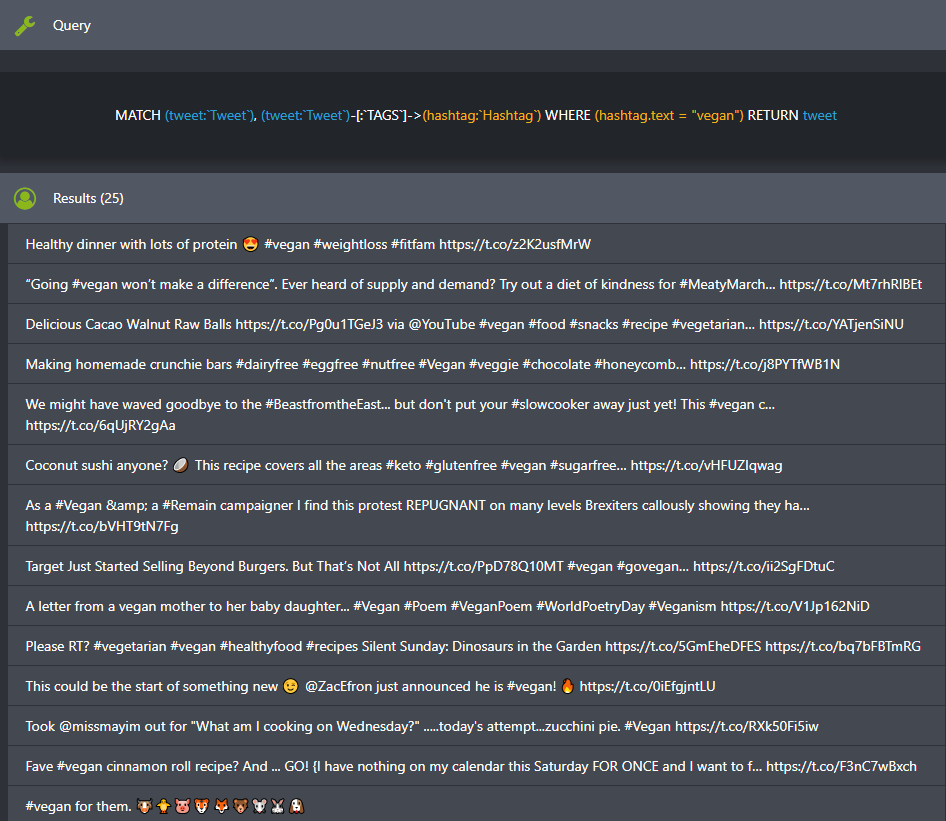 Query
MATCH (tweet:`Tweet`), (tweet:`Tweet`)-[:`TAGS`]->(hashtag:`Hashtag`) WHERE (hashtag.text = "vegan") RETURN tweet
Results (25)
Healthy dinner with lots of protein 😍 #vegan #weightloss #fitfam https://t.co/z2K2usfMrW
“Going #vegan won’t make a difference”. Ever heard of supply and demand? Try out a diet of kindness for #MeatyMarch… https://t.co/Mt7rhRlBEt
Delicious Cacao Walnut Raw Balls https://t.co/Pg0u1TGeJ3 via @YouTube #vegan #food #snacks #recipe #vegetarian… https://t.co/YATjenSiNU
Making homemade crunchie bars #dairyfree #eggfree #nutfree #Vegan #veggie #chocolate #honeycomb… https://t.co/j8PYTfWB1N
We might have waved goodbye to the #BeastfromtheEast... but don't put your #slowcooker away just yet! This #vegan c…
https://t.co/6qUjRY2gAa
Coconut sushi anyone? 🥥 This recipe covers all the areas #keto #glutenfree #vegan #sugarfree… https://t.co/vHFUZIqwag
As a #Vegan &amp; a #Remain campaigner I find this protest REPUGNANT on many levels Brexiters callously showing they ha…
https://t.co/bVHT9tN7Fg
Target Just Started Selling Beyond Burgers. But That’s Not All https://t.co/PpD78Q10MT #vegan #govegan… https://t.co/ii2SgFDtuC
A letter from a vegan mother to her baby daughter... #Vegan #Poem #VeganPoem #WorldPoetryDay #Veganism https://t.co/V1Jp162NiD
Please RT? #vegetarian #vegan #healthyfood #recipes Silent Sunday: Dinosaurs in the Garden https://t.co/5GmEheDFES https://t.co/bq7bFBTmRG
This could be the start of something new 😉 @ZacEfron just announced he is #vegan! 🔥 https://t.co/0iEfgjntLU
Took @missmayim out for "What am I cooking on Wednesday?" .....today's attempt...zucchini pie. #Vegan https://t.co/RXk50Fi5iw
Fave #vegan cinnamon roll recipe? And ... GO! {I have nothing on my calendar this Saturday FOR ONCE and I want to f… https://t.co/F3nC7wBxch
#vegan for them. 🐮🐥🐷🐯🦊🐻🐭🐰🐶